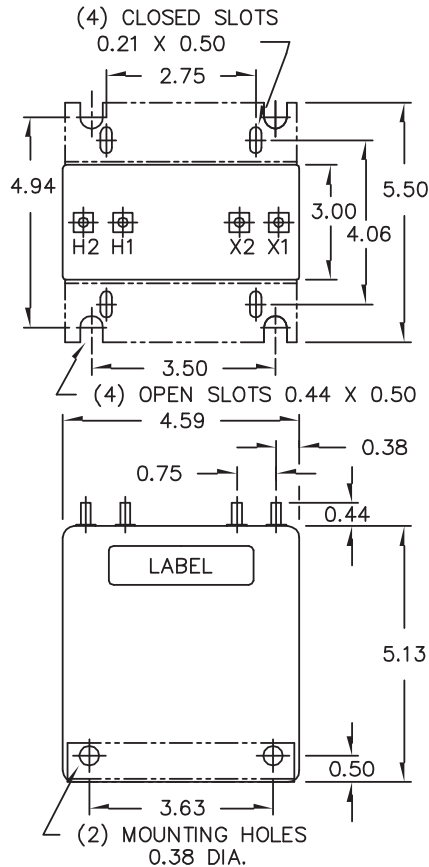 (4) CLOSED SLOTS
0.21 X 0.50
2.75
4.94
5.50
3.00
4.06
H2 H1 X2 X1
3.50
(4) OPEN SLOTS 0.44 X 0.50
4.59
0.38
0.75
0.44
LABEL
5.13
0.50
3.63
(2) MOUNTING HOLES
0.38 DIA.